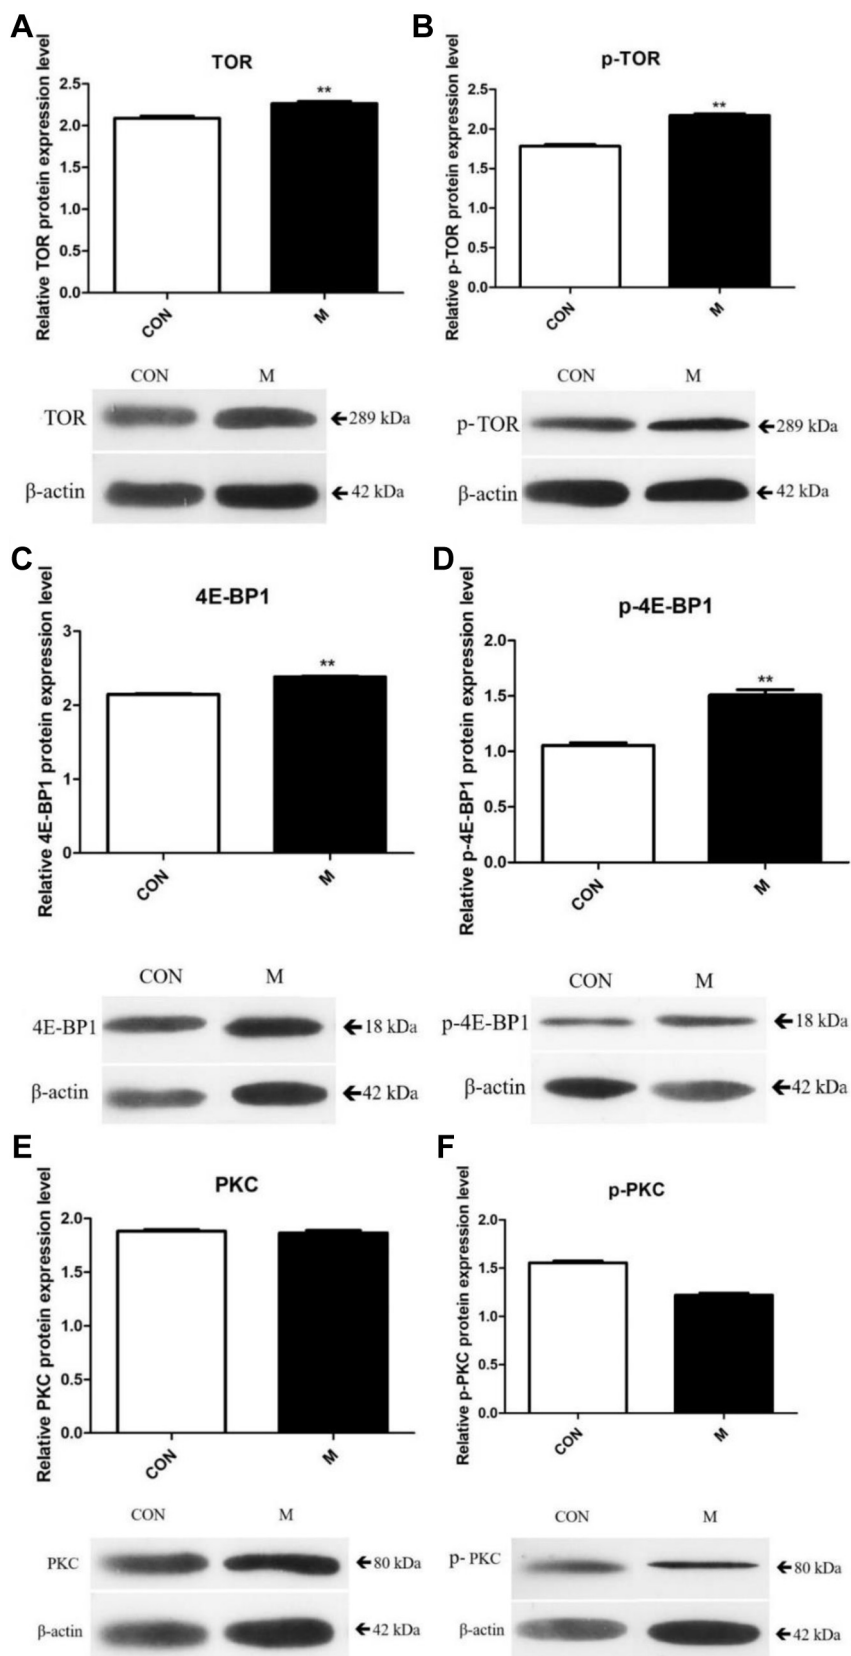 A
TOR
Relative TOR protein expression level
2.5
2.0
1.5
1.0
0.5
0.0
**
CON
M
CON M
TOR 289 kDa
β-actin 42 kDa
B
p-TOR
Relative p-TOR protein expression level
2.5
2.0
1.5
1.0
0.5
0.0
**
CON
M
CON M
p-TOR 289 kDa
β-actin 42 kDa
C
4E-BP1
Relative 4E-BP1 protein expression level
3
2
1
0
**
CON
M
CON M
4E-BP1 18 kDa
β-actin 42 kDa
D
p-4E-BP1
Relative p-4E-BP1 protein expression level
2.0
1.5
1.0
0.5
0.0
**
CON
M
CON M
p-4E-BP1 18 kDa
β-actin 42 kDa
E
PKC
Relative PKC protein expression level
2.0
1.5
1.0
0.5
0.0
CON
M
CON M
PKC 80 kDa
β-actin 42 kDa
F
p-PKC
Relative p-PKC protein expression level
2.0
1.5
1.0
0.5
0.0
CON
M
CON M
p- PKC 80 kDa
β-actin 42 kDa